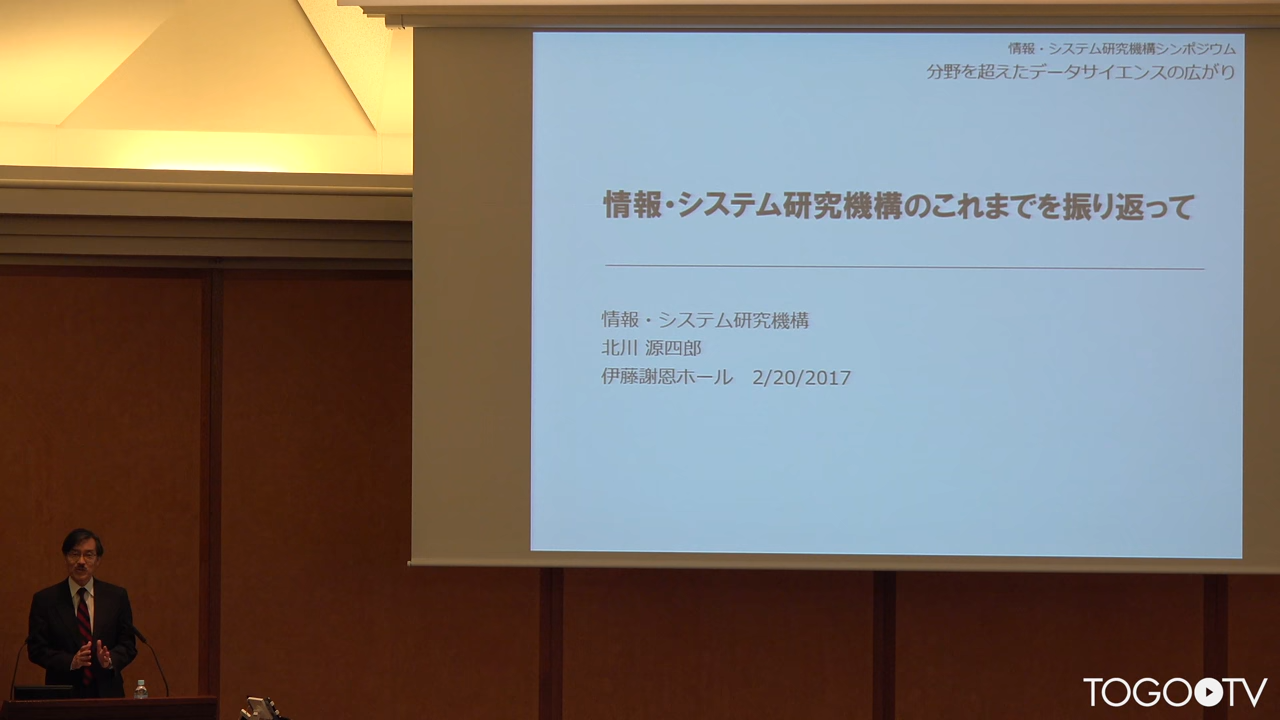 情報・システム研究機構シンポジウム
分野を超えたデータサイエンスの広がり
情報・システム研究機構のこれまでを振り返って
情報・システム研究機構
北川 源四郎
伊藤謝恩ホール 2/20/2017
TOGO TV